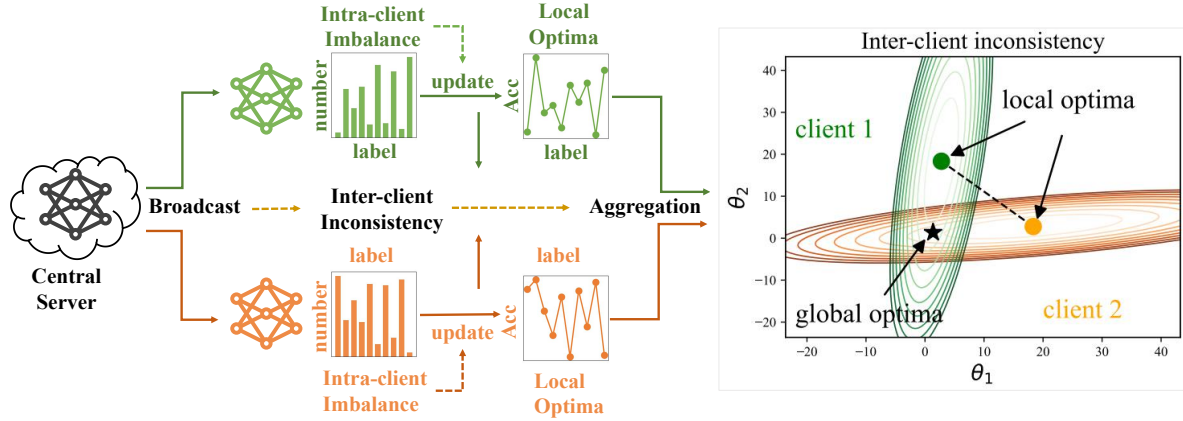 Intra-client
Imbalance
number
label
update
Local
Optima
Acc
label
Central
Server
Broadcast
Inter-client
Inconsistency
Aggregation
label
number
update
Intra-client
Imbalance
label
Acc
Local
Optima
Inter-client inconsistency
40
30
20
10
0
−10
−20
θ2
client 1
local optima
global optima
client 2
−20
−10
0
10
20
30
40
θ1